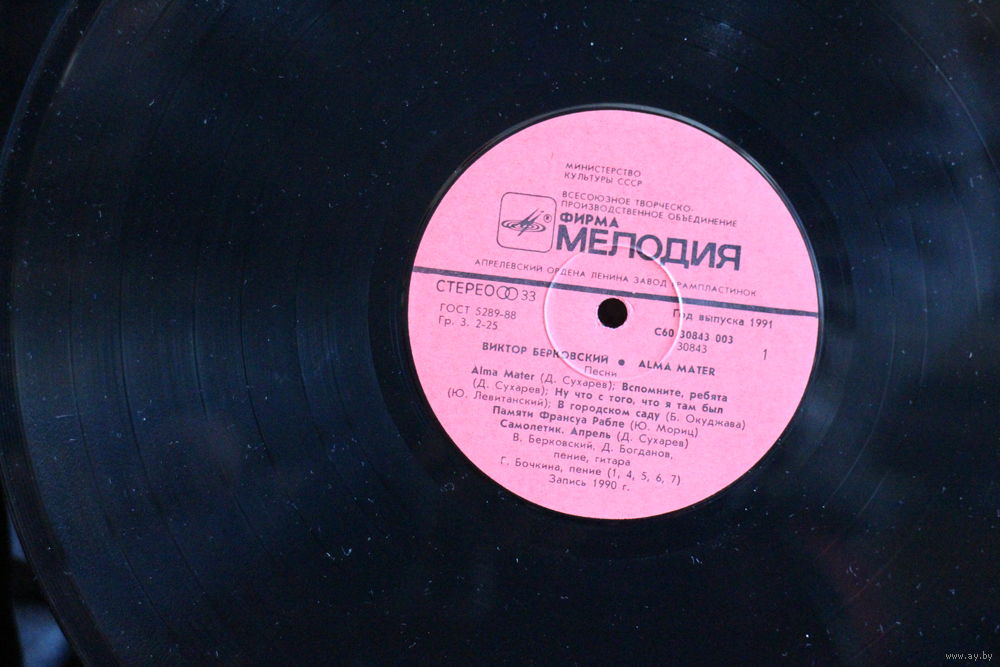 МИНИСТЕРСТВО
КУЛЬТУРЫ СССР
ВСЕСОЮЗНОЕ ТВОРЧЕСКО-
ПРОИЗВОДСТВЕННОЕ ОБЪЕДИНЕНИЕ
®
ФИРМА
МЕЛОДИЯ
АПРЕЛЕВСКИЙ ОРДЕНА ЛЕНИНА ЗАВОД ГРАМПЛАСТИНОК
СТЕРЕО 33
Год выпуска 1991
ГОСТ 5289-88
С60 30843 003
Гр. 3. 2-25
30843
1
ВИКТОР БЕРКОВСКИЙ ● ALMA MATER
Песни
Alma Mater (Д. Сухарев); Вспомните, ребята
(Д. Сухарев); Ну что с того, что я там был
(Ю. Левитанский); В городском саду (Б. Окуджава)
Памяти Франсуа Рабле (Ю. Мориц)
Самолетик. Апрель (Д. Сухарев)
В. Берковский, Д. Богданов,
пение, гитара
Г. Бочкина, пение (1, 4, 5, 6, 7)
Запись 1990 г.
www.ay.by